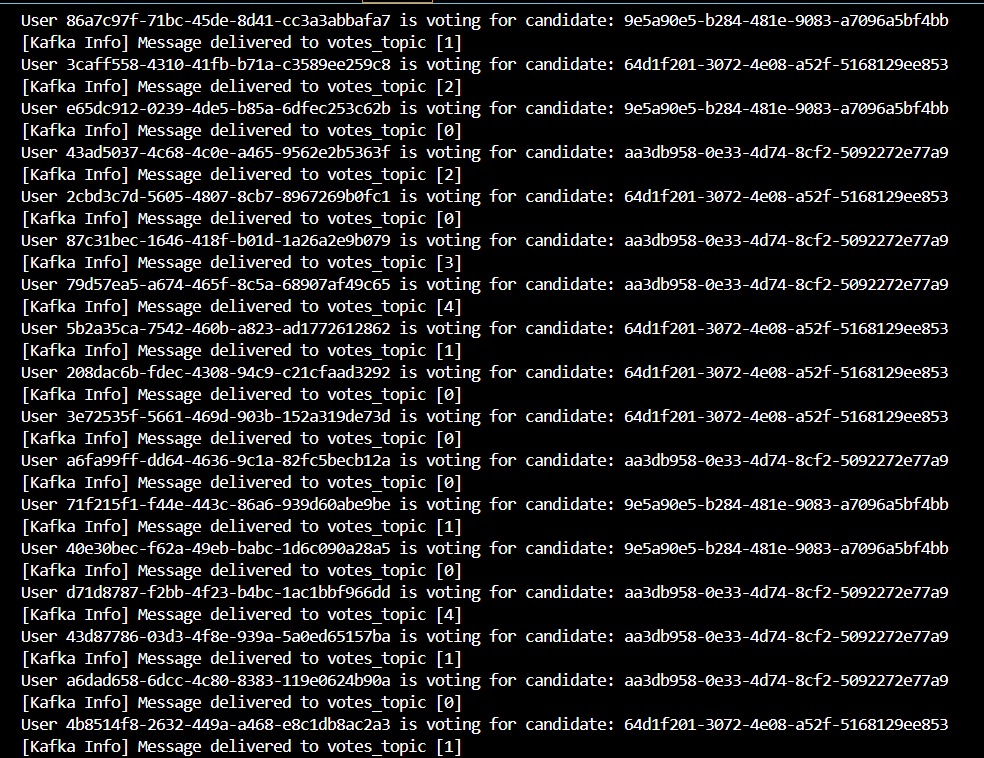 User 86a7c97f-71bc-45de-8d41-cc3a3abbafa7 is voting for candidate: 9e5a90e5-b284-481e-9083-a7096a5bf4bb
[Kafka Info] Message delivered to votes_topic [1]
User 3caff558-4310-41fb-b71a-c3589ee259c8 is voting for candidate: 64d1f201-3072-4e08-a52f-5168129ee853
[Kafka Info] Message delivered to votes_topic [2]
User e65dc912-0239-4de5-b85a-6dfec253c62b is voting for candidate: 9e5a90e5-b284-481e-9083-a7096a5bf4bb
[Kafka Info] Message delivered to votes_topic [0]
User 43ad5037-4c68-4c0e-a465-9562e2b5363f is voting for candidate: aa3db958-0e33-4d74-8cf2-5092272e77a9
[Kafka Info] Message delivered to votes_topic [2]
User 2cbd3c7d-5605-4807-8cb7-8967269b0fc1 is voting for candidate: 64d1f201-3072-4e08-a52f-5168129ee853
[Kafka Info] Message delivered to votes_topic [0]
User 87c31bec-1646-418f-b01d-1a26a2e9b079 is voting for candidate: aa3db958-0e33-4d74-8cf2-5092272e77a9
[Kafka Info] Message delivered to votes_topic [3]
User 79d57ea5-a674-465f-8c5a-68907af49c65 is voting for candidate: aa3db958-0e33-4d74-8cf2-5092272e77a9
[Kafka Info] Message delivered to votes_topic [4]
User 5b2a35ca-7542-460b-a823-ad1772612862 is voting for candidate: 64d1f201-3072-4e08-a52f-5168129ee853
[Kafka Info] Message delivered to votes_topic [1]
User 208dac6b-fdec-4308-94c9-c21cfaad3292 is voting for candidate: 64d1f201-3072-4e08-a52f-5168129ee853
[Kafka Info] Message delivered to votes_topic [0]
User 3e72535f-5661-469d-903b-152a319de73d is voting for candidate: 64d1f201-3072-4e08-a52f-5168129ee853
[Kafka Info] Message delivered to votes_topic [0]
User a6fa99ff-dd64-4636-9c1a-82fc5becb12a is voting for candidate: aa3db958-0e33-4d74-8cf2-5092272e77a9
[Kafka Info] Message delivered to votes_topic [0]
User 71f215f1-f44e-443c-86a6-939d60abe9be is voting for candidate: 9e5a90e5-b284-481e-9083-a7096a5bf4bb
[Kafka Info] Message delivered to votes_topic [1]
User 40e30bec-f62a-49eb-babc-1d6c090a28a5 is voting for candidate: 9e5a90e5-b284-481e-9083-a7096a5bf4bb
[Kafka Info] Message delivered to votes_topic [0]
User d71d8787-f2bb-4f23-b4bc-1ac1bbf966dd is voting for candidate: aa3db958-0e33-4d74-8cf2-5092272e77a9
[Kafka Info] Message delivered to votes_topic [4]
User 43d87786-03d3-4f8e-939a-5a0ed65157ba is voting for candidate: aa3db958-0e33-4d74-8cf2-5092272e77a9
[Kafka Info] Message delivered to votes_topic [1]
User a6dad658-6dcc-4c80-8383-119e0624b90a is voting for candidate: aa3db958-0e33-4d74-8cf2-5092272e77a9
[Kafka Info] Message delivered to votes_topic [0]
User 4b8514f8-2632-449a-a468-e8c1db8ac2a3 is voting for candidate: 64d1f201-3072-4e08-a52f-5168129ee853
[Kafka Info] Message delivered to votes_topic [1]